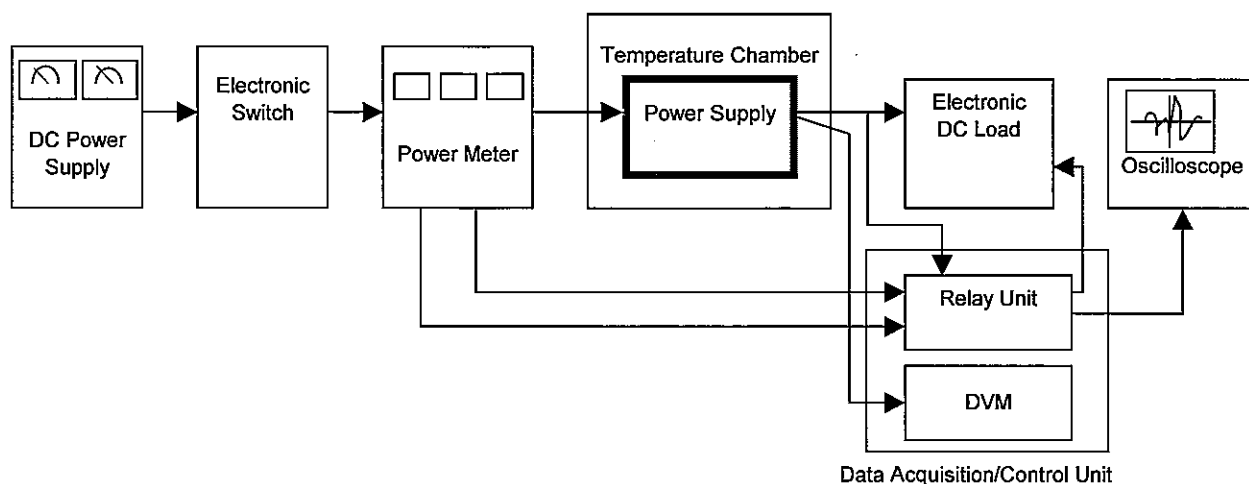 DC Power
Supply
Electronic
Switch
Power Meter
Temperature Chamber
Power Supply
Electronic
DC Load
Oscilloscope
Relay Unit
DVM
Data Acquisition/Control Unit